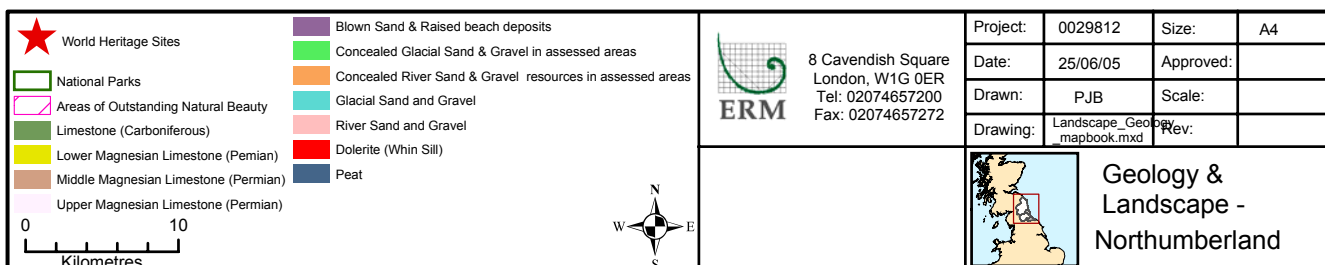 World Heritage Sites
National Parks
Areas of Outstanding Natural Beauty
Limestone (Carboniferous)
Lower Magnesian Limestone (Pemian)
Middle Magnesian Limestone (Permian)
Upper Magnesian Limestone (Permian)
0 10
Kilometres
Blown Sand & Raised beach deposits
Concealed Glacial Sand & Gravel in assessed areas
Concealed River Sand & Gravel resources in assessed areas
Glacial Sand and Gravel
River Sand and Gravel
Dolerite (Whin Sill)
Peat
N
W E
S
ERM
8 Cavendish Square
London, W1G 0ER
Tel: 02074657200
Fax: 02074657272
Project: 0029812 Size: A4
Date: 25/06/05 Approved:
Drawn: PJB Scale:
Drawing: Landscape_Geology
_mapbook.mxd Rev:
Geology &
Landscape -
Northumberland